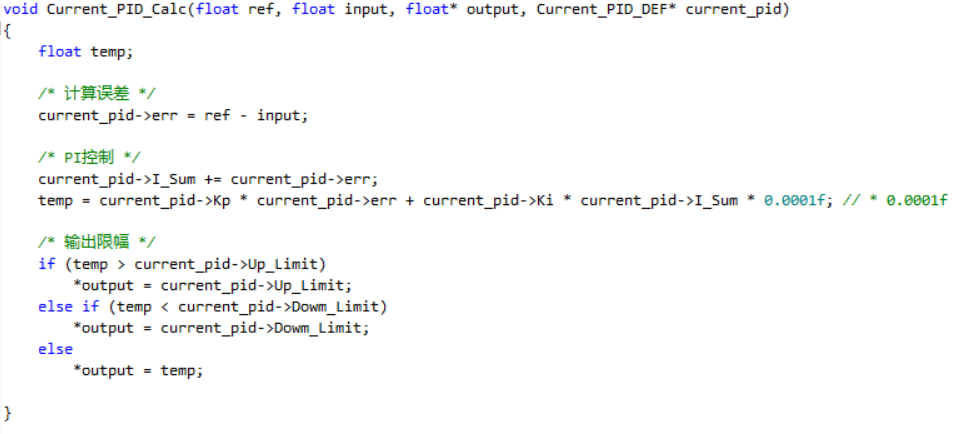 void Current_PID_Calc(float ref, float input, float* output, Current_PID_DEF* current_pid)
{
float temp;
/* 计算误差 */
current_pid->err = ref - input;
/* PI控制 */
current_pid->I_Sum += current_pid->err;
temp = current_pid->Kp * current_pid->err + current_pid->Ki * current_pid->I_Sum * 0.0001f; // * 0.0001f
/* 输出限幅 */
if (temp > current_pid->Up_Limit)
*output = current_pid->Up_Limit;
else if (temp < current_pid->Dowm_Limit)
*output = current_pid->Dowm_Limit;
else
*output = temp;
}